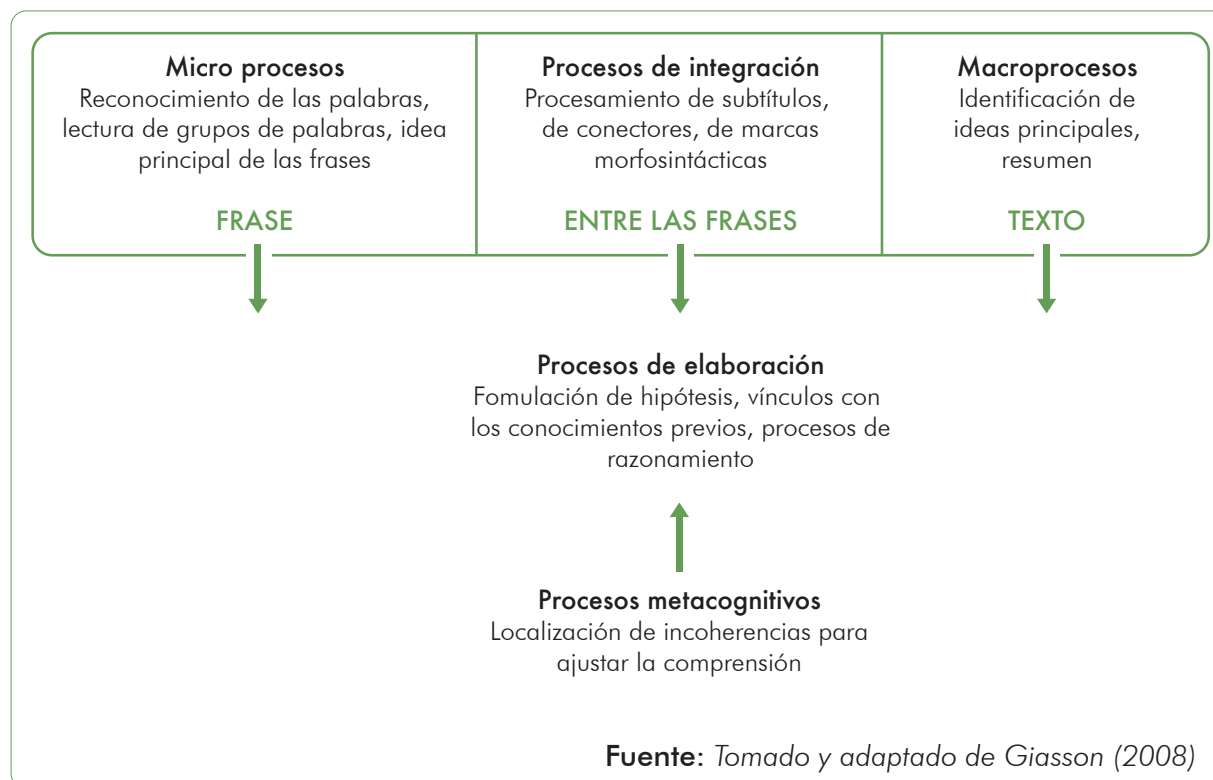 Micro procesos
Reconocimiento de las palabras,
lectura de grupos de palabras, idea
principal de las frases
FRASE
Procesos de integración
Procesamiento de subtítulos,
de conectores, de marcas
morfosintácticas
ENTRE LAS FRASES
Macroprocesos
Identificación de
ideas principales,
resumen
TEXTO
Procesos de elaboración
Fomulación de hipótesis, vínculos con
los conocimientos previos, procesos de
razonamiento
Procesos metacognitivos
Localización de incoherencias para
ajustar la comprensión
Fuente: Tomado y adaptado de Giasson (2008)